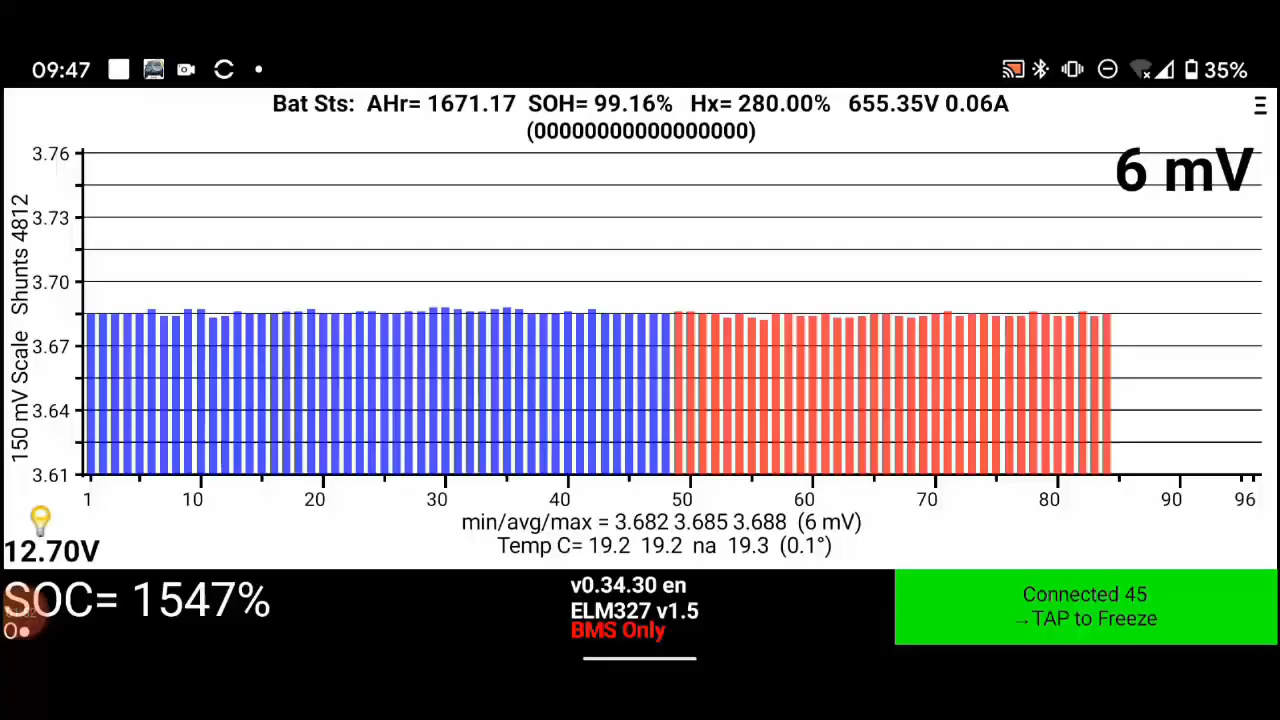 09:47 35%
Bat Sts: AHr= 1671.17 SOH= 99.16% Hx= 280.00% 655.35V 0.06A
(0000000000000000)
6 mV
3.76
3.73
3.70
3.67
3.64
3.61
150 mV Scale Shunts 4812
1 10 20 30 40 50 60 70 80 90 96
min/avg/max = 3.682 3.685 3.688 (6 mV)
Temp C= 19.2 19.2 na 19.3 (0.1°)
12.70V
SOC= 1547%
v0.34.30 en
ELM327 v1.5
BMS Only
Connected 45
→TAP to Freeze